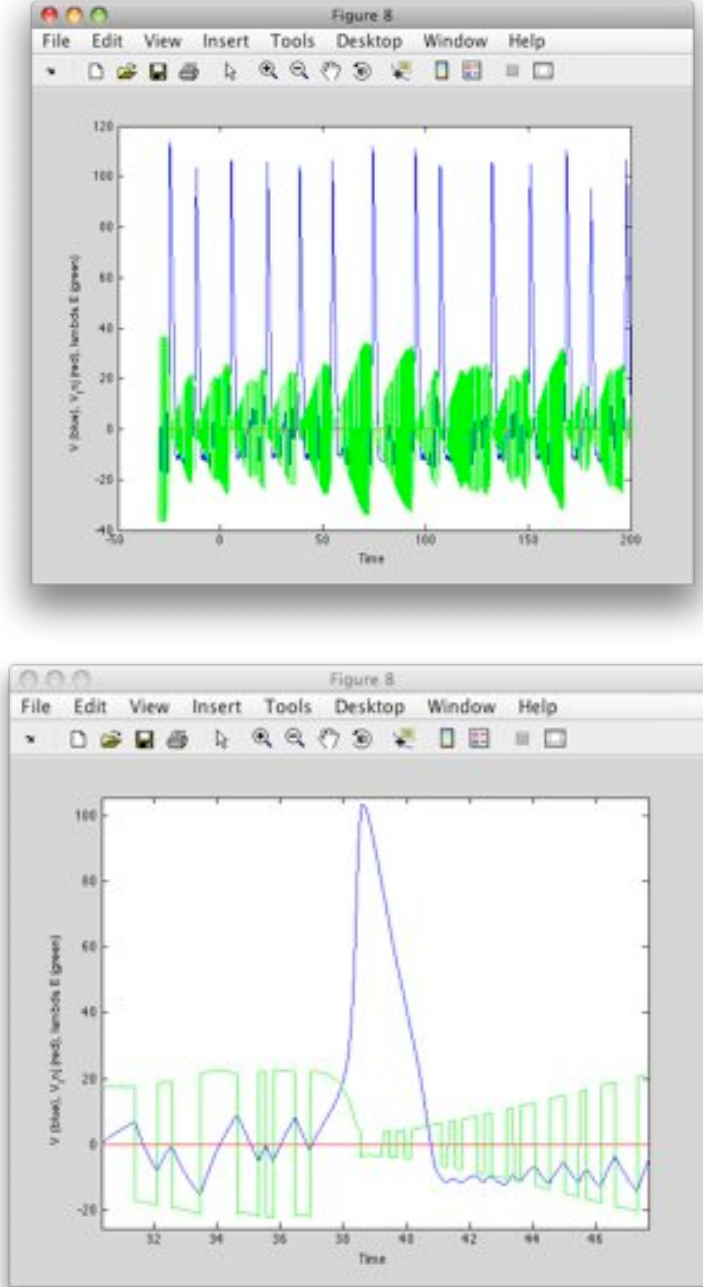 Figure 8
File Edit View Insert Tools Desktop Window Help
120
100
80
60
40
20
0
-20
-40
V (blue), V_inj (red), lambda E (green)
-50 0 50 100 150 200
Time
Figure 8
File Edit View Insert Tools Desktop Window Help
100
80
60
40
20
0
-20
V (blue), V_inj (red), lambda E (green)
32 34 36 38 40 42 44 46
Time